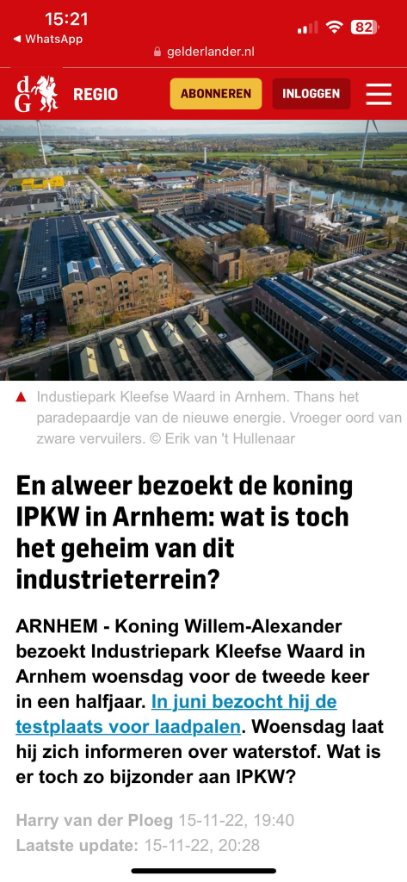 15:21
82
◀ WhatsApp
gelderlander.nl
dG
REGIO
ABONNEREN
INLOGGEN
Industiepark Kleefse Waard in Arnhem. Thans het
paradepaardje van de nieuwe energie. Vroeger oord van
zware vervuilers. © Erik van 't Hullenaar
En alweer bezoekt de koning
IPKW in Arnhem: wat is toch
het geheim van dit
industrieterrein?
ARNHEM - Koning Willem-Alexander
bezoekt Industriepark Kleefse Waard in
Arnhem woensdag voor de tweede keer
in een halfjaar. In juni bezocht hij de
testplaats voor laadpalen. Woensdag laat
hij zich informeren over waterstof. Wat is
er toch zo bijzonder aan IPKW?
Harry van der Ploeg 15-11-22, 19:40
Laatste update: 15-11-22, 20:28